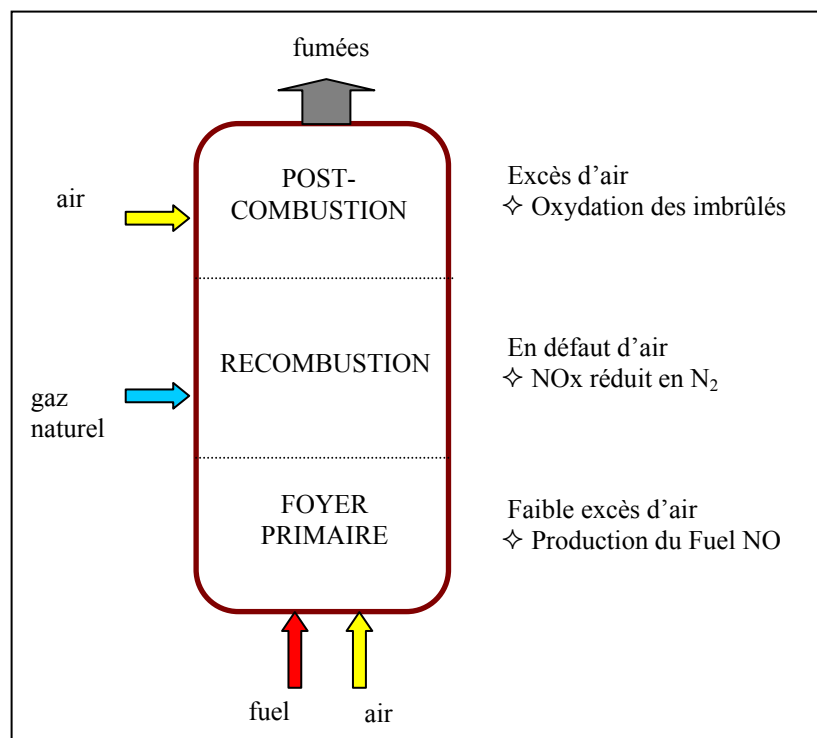 fumées
POST-
COMBUSTION
air
Excès d'air
✧ Oxydation des imbrûlés
RECOMBUSTION
gaz
naturel
En défaut d'air
✧ NOx réduit en N₂
FOYER
PRIMAIRE
Faible excès d'air
✧ Production du Fuel NO
fuel
air